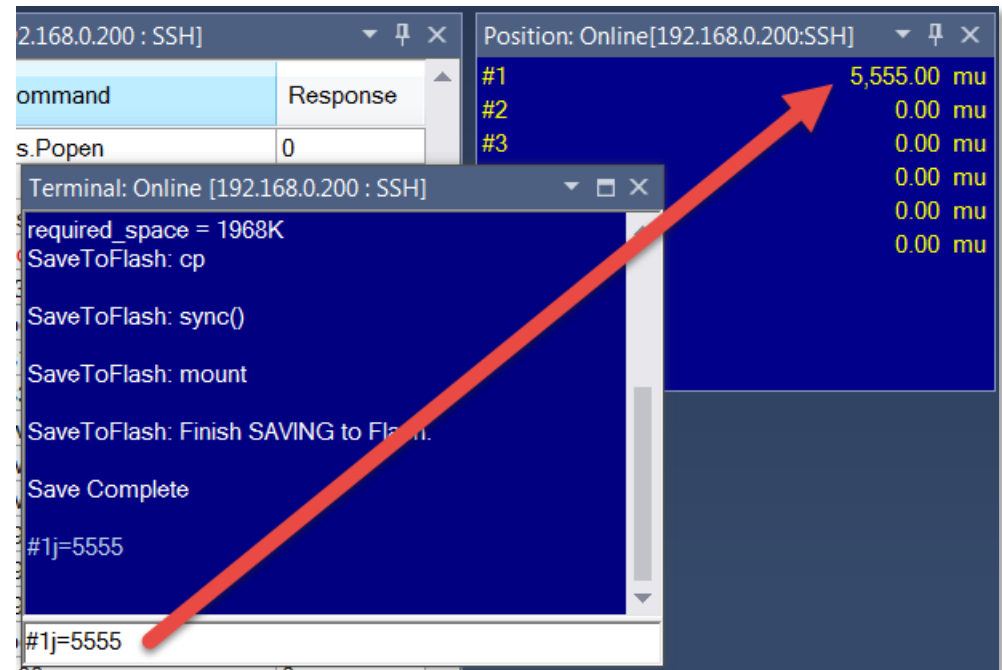 2.168.0.200 : SSH]
ommand Response
s.Popen 0
Position: Online[192.168.0.200:SSH]
#1 5,555.00 mu
#2 0.00 mu
#3 0.00 mu
0.00 mu
0.00 mu
0.00 mu
Terminal: Online [192.168.0.200 : SSH]
required_space = 1968K
SaveToFlash: cp
SaveToFlash: sync()
SaveToFlash: mount
SaveToFlash: Finish SAVING to Flash.
Save Complete
#1j=5555
#1j=5555